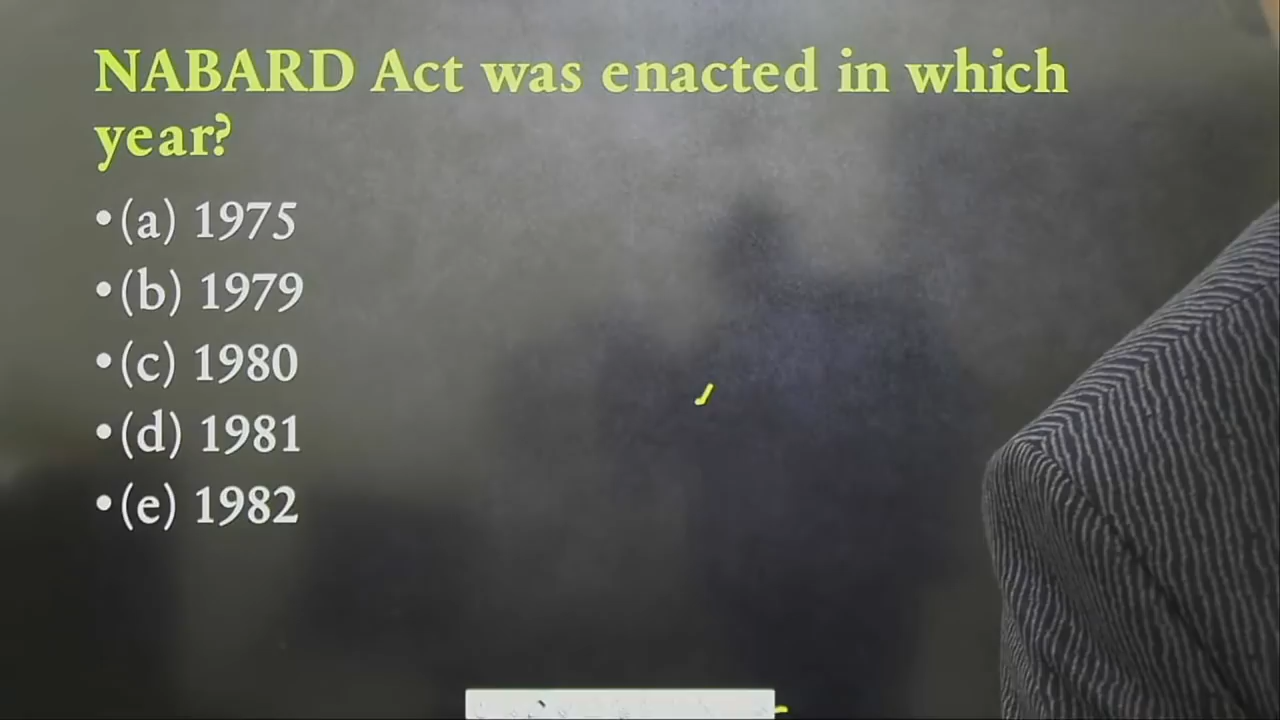 NABARD Act was enacted in which
year?
•(a) 1975
•(b) 1979
•(c) 1980
•(d) 1981
•(e) 1982